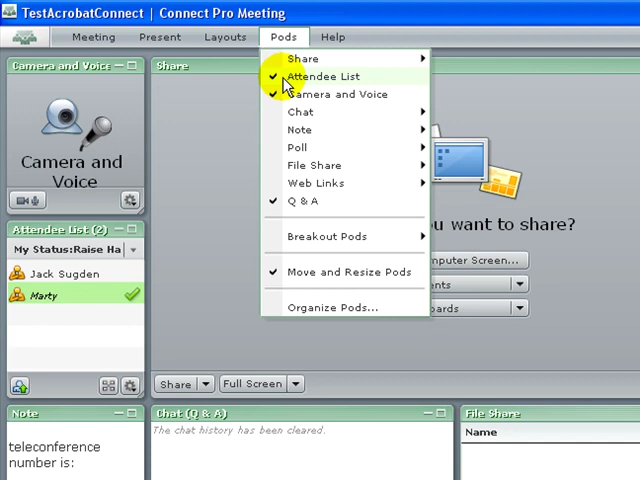 TestAcrobatConnect | Connect Pro Meeting
Meeting Present Layouts Pods Help
Camera and Voice
Share
Share
Attendee List
Camera and Voice
Chat
Note
Poll
File Share
Web Links
Q & A
Breakout Pods
Move and Resize Pods
Organize Pods...
Camera and Voice
want to share?
Screen...
Attendee List (2)
My Status:Raise Ha
Jack Sugden
Marty
Share
Full Screen
Note
teleconference
number is:
Chat (Q & A)
The chat history has been cleared.
File Share
Name